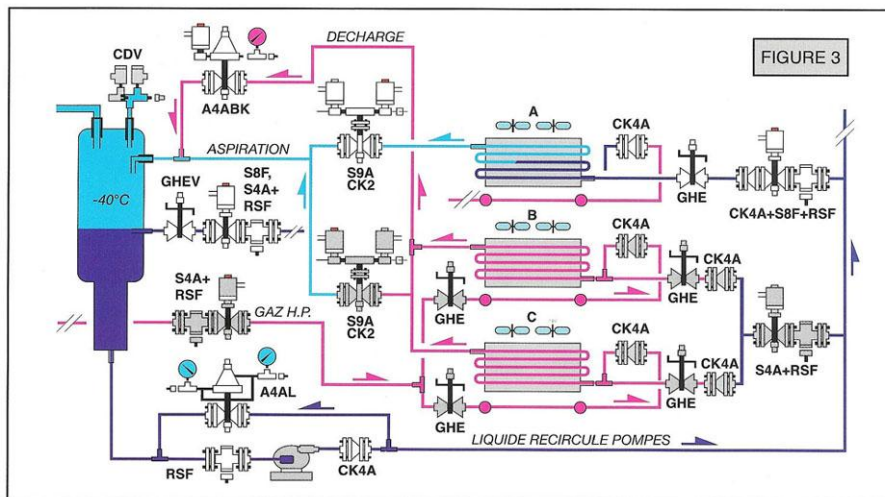 FIGURE 3
CDV
DECHARGE
A4ABK
A
CK4A
ASPIRATION
S9A
CK2
GHE
CK4A+S8F+RSF
-40°C
GHEV
S8F,
S4A+
RSF
B
CK4A
CK4A
GHE
GHE
S9A
CK2
S4A+
RSF
GAZ H.P.
C
CK4A
CK4A
S4A+RSF
GHE
GHE
A4AL
LIQUIDE RECIRCULE POMPES
RSF
CK4A